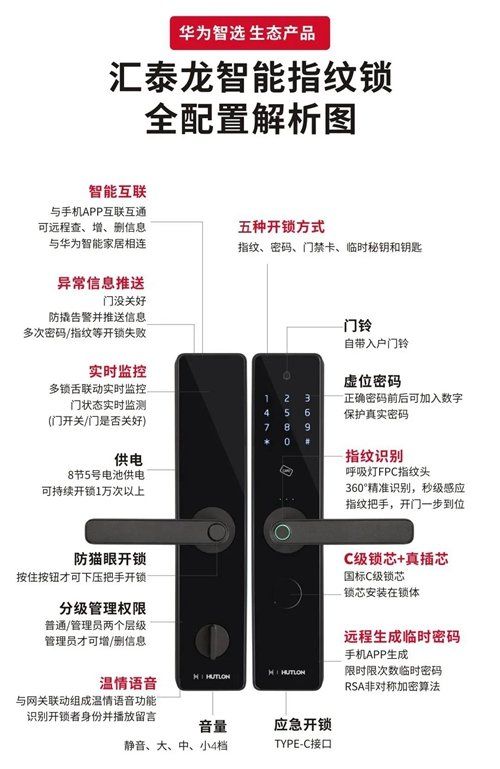 华为智选 生态产品
汇泰龙智能指纹锁
全配置解析图
智能互联
与手机APP互联互通
可远程查、增、删信息
与华为智能家居相连
异常信息推送
门没关好
防撬告警并推送信息
多次密码/指纹等开锁失败
实时监控
多锁舌联动实时监控
门状态实时监测
(门开关/门是否关好)
供电
8节5号电池供电
可持续开锁1万次以上
防猫眼开锁
按住按钮才可下压把手开锁
分级管理权限
普通/管理员两个层级
管理员才可增/删信息
温情语音
与网关联动组成温情语音功能
识别开锁者身份并播放留言
音量
静音、大、中、小4档
五种开锁方式
指纹、密码、门禁卡、临时秘钥和钥匙
门铃
自带入户门铃
虚位密码
正确密码前后可加入数字
保护真实密码
指纹识别
呼吸灯FPC指纹头
360°精准识别，秒级感应
指纹把手，开门一步到位
C级锁芯+真插芯
国标C级锁芯
锁芯安装在锁体
远程生成临时密码
手机APP生成
限时限次数临时密码
RSA非对称加密算法
应急开锁
TYPE-C接口
1 2 3
4 5 6
7 8 9
* 0 #
HUTLON
HUTLON